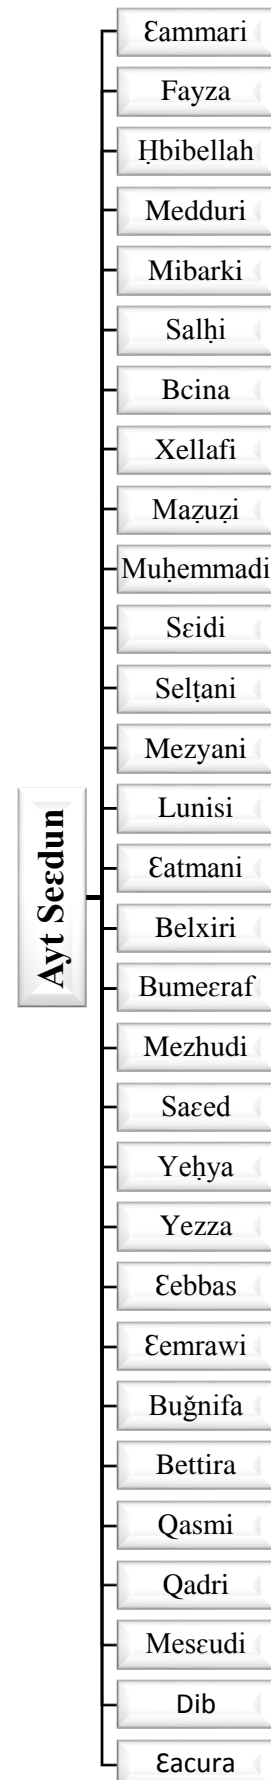 Ayt Seɛdun
Ɛammari
Fayza
Ḥbibellah
Medduri
Mibarki
Salḥi
Bcina
Xellafi
Maẓuẓi
Muḥemmadi
Sɛidi
Selṭani
Mezyani
Lunisi
Ɛatmani
Belxiri
Bumeɛraf
Mezhudi
Saɛed
Yeḥya
Yezza
Ɛebbas
Ɛemrawi
Buǧnifa
Bettira
Qasmi
Qadri
Mesɛudi
Dib
Ɛacura